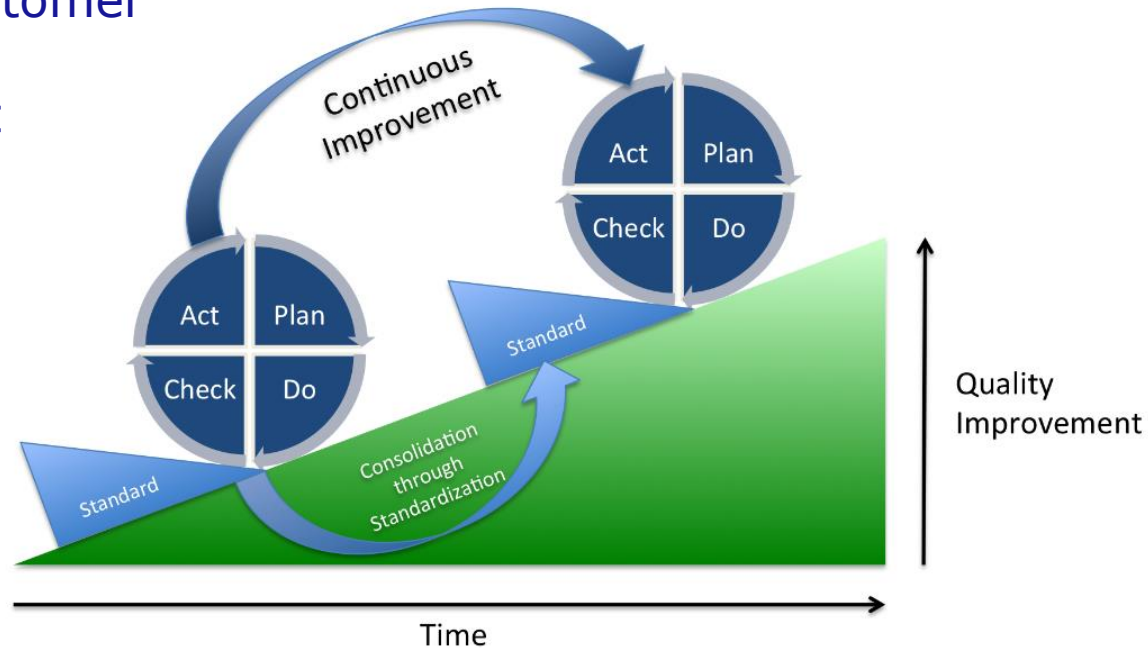 Continuous
Improvement
Act
Plan
Check
Do
Act
Plan
Check
Do
Standard
Standard
Consolidation
through
Standardization
Quality
Improvement
Time